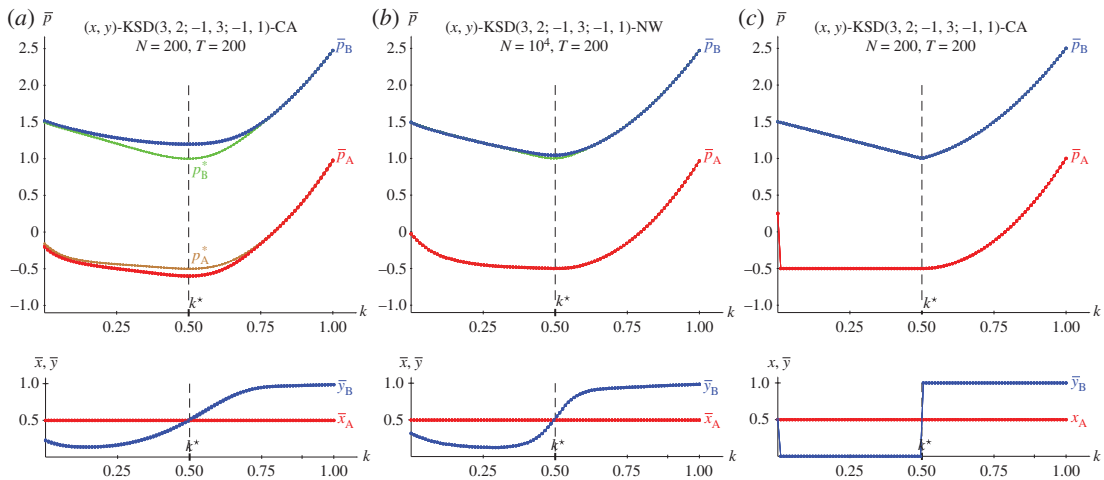 (a) p̅ (x, y)-KSD(3, 2; −1, 3; −1, 1)-CA
N = 200, T = 200
2.5
2.0
1.5
1.0
0.5
0
−0.5
−1.0
p̅B
p*B
p̅A
p*A
k⋆
0.25 0.50 0.75 1.00 k
x̅, y̅
1.0
0.5
y̅B
x̅A
k⋆
0.25 0.50 0.75 1.00 k
(b) p̅ (x, y)-KSD(3, 2; −1, 3; −1, 1)-NW
N = 10⁴, T = 200
2.5
2.0
1.5
1.0
0.5
0
−0.5
−1.0
p̅B
p*B
p̅A
k⋆
0.25 0.50 0.75 1.00 k
x̅, y̅
1.0
0.5
y̅B
x̅A
k⋆
0.25 0.50 0.75 1.00 k
(c) p̅ (x, y)-KSD(3, 2; −1, 3; −1, 1)-CA
N = 200, T = 200
2.5
2.0
1.5
1.0
0.5
0
−0.5
−1.0
p̅B
p̅A
k⋆
0.25 0.50 0.75 1.00 k
x, y̅
1.0
0.5
y̅B
xA
k⋆
0.25 0.50 0.75 1.00 k